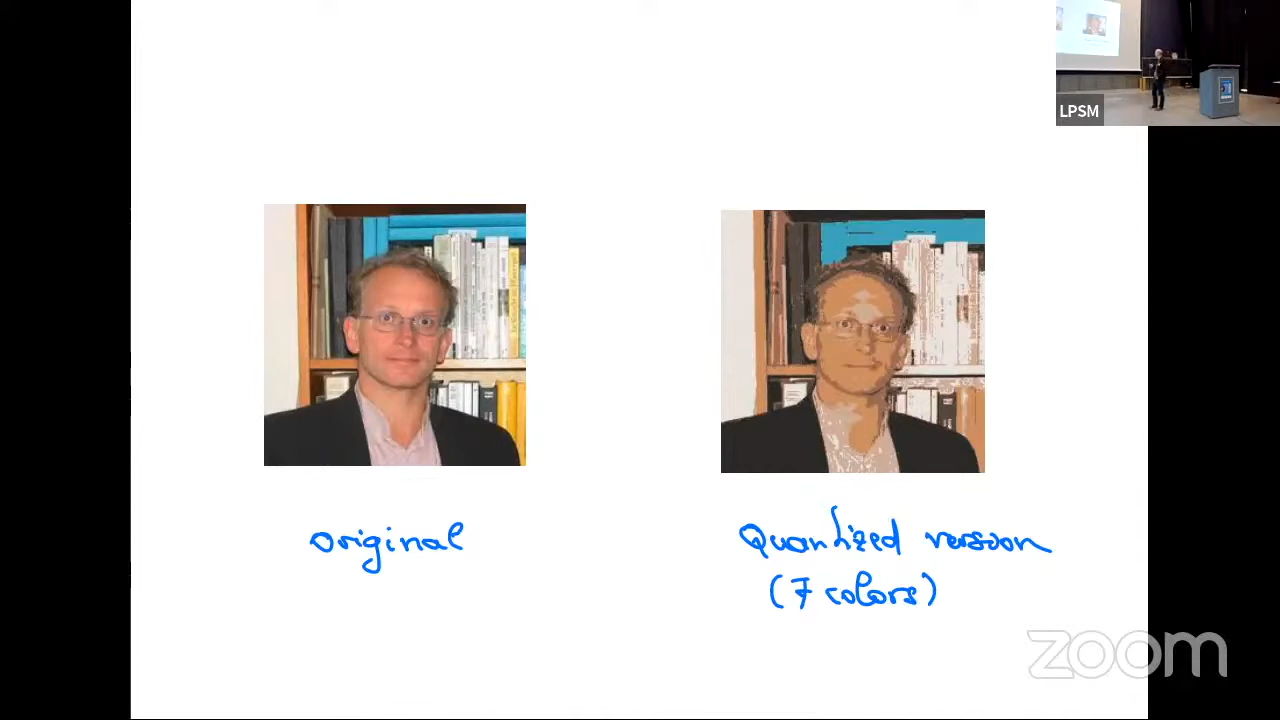 LPSM
original
Quantized version
(7 colors)
zoom